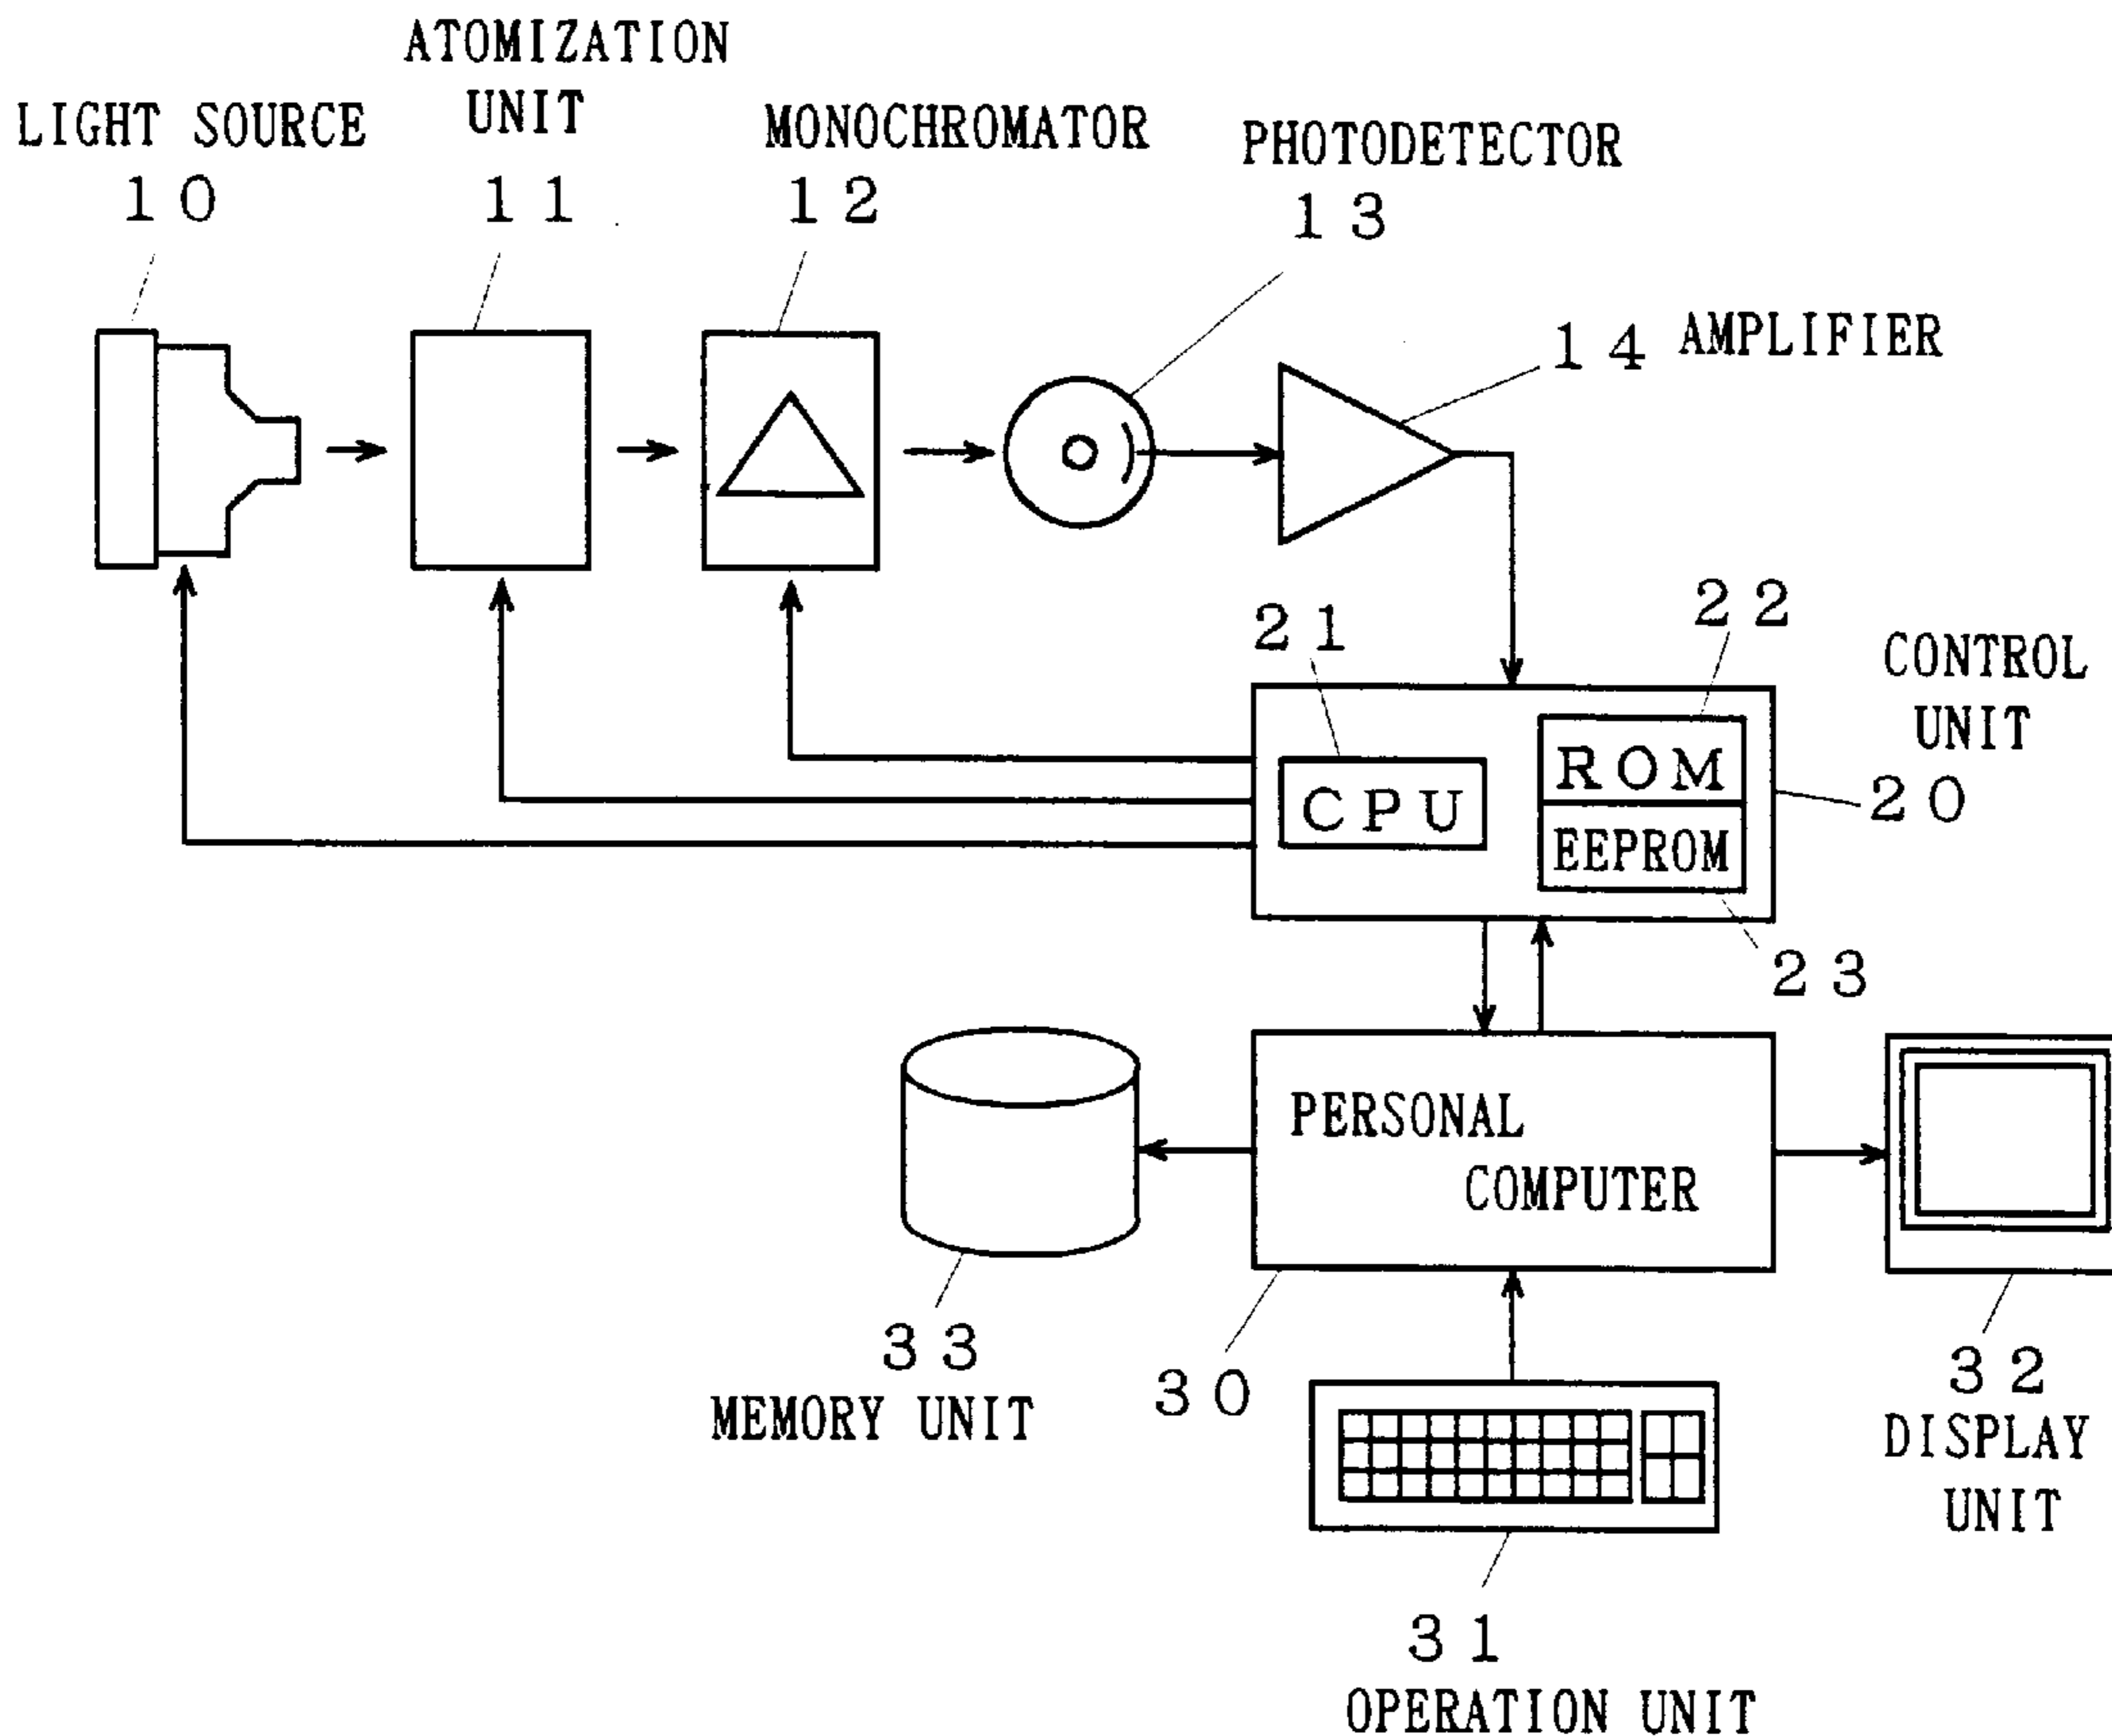 ATOMIZATION
UNIT
LIGHT SOURCE
MONOCHROMATOR
PHOTODETECTOR
10
11
12
13
14 AMPLIFIER
21
22
CONTROL
UNIT
20
CPU
ROM
EEPROM
23
PERSONAL
COMPUTER
33
MEMORY UNIT
30
32
DISPLAY
UNIT
31
OPERATION UNIT